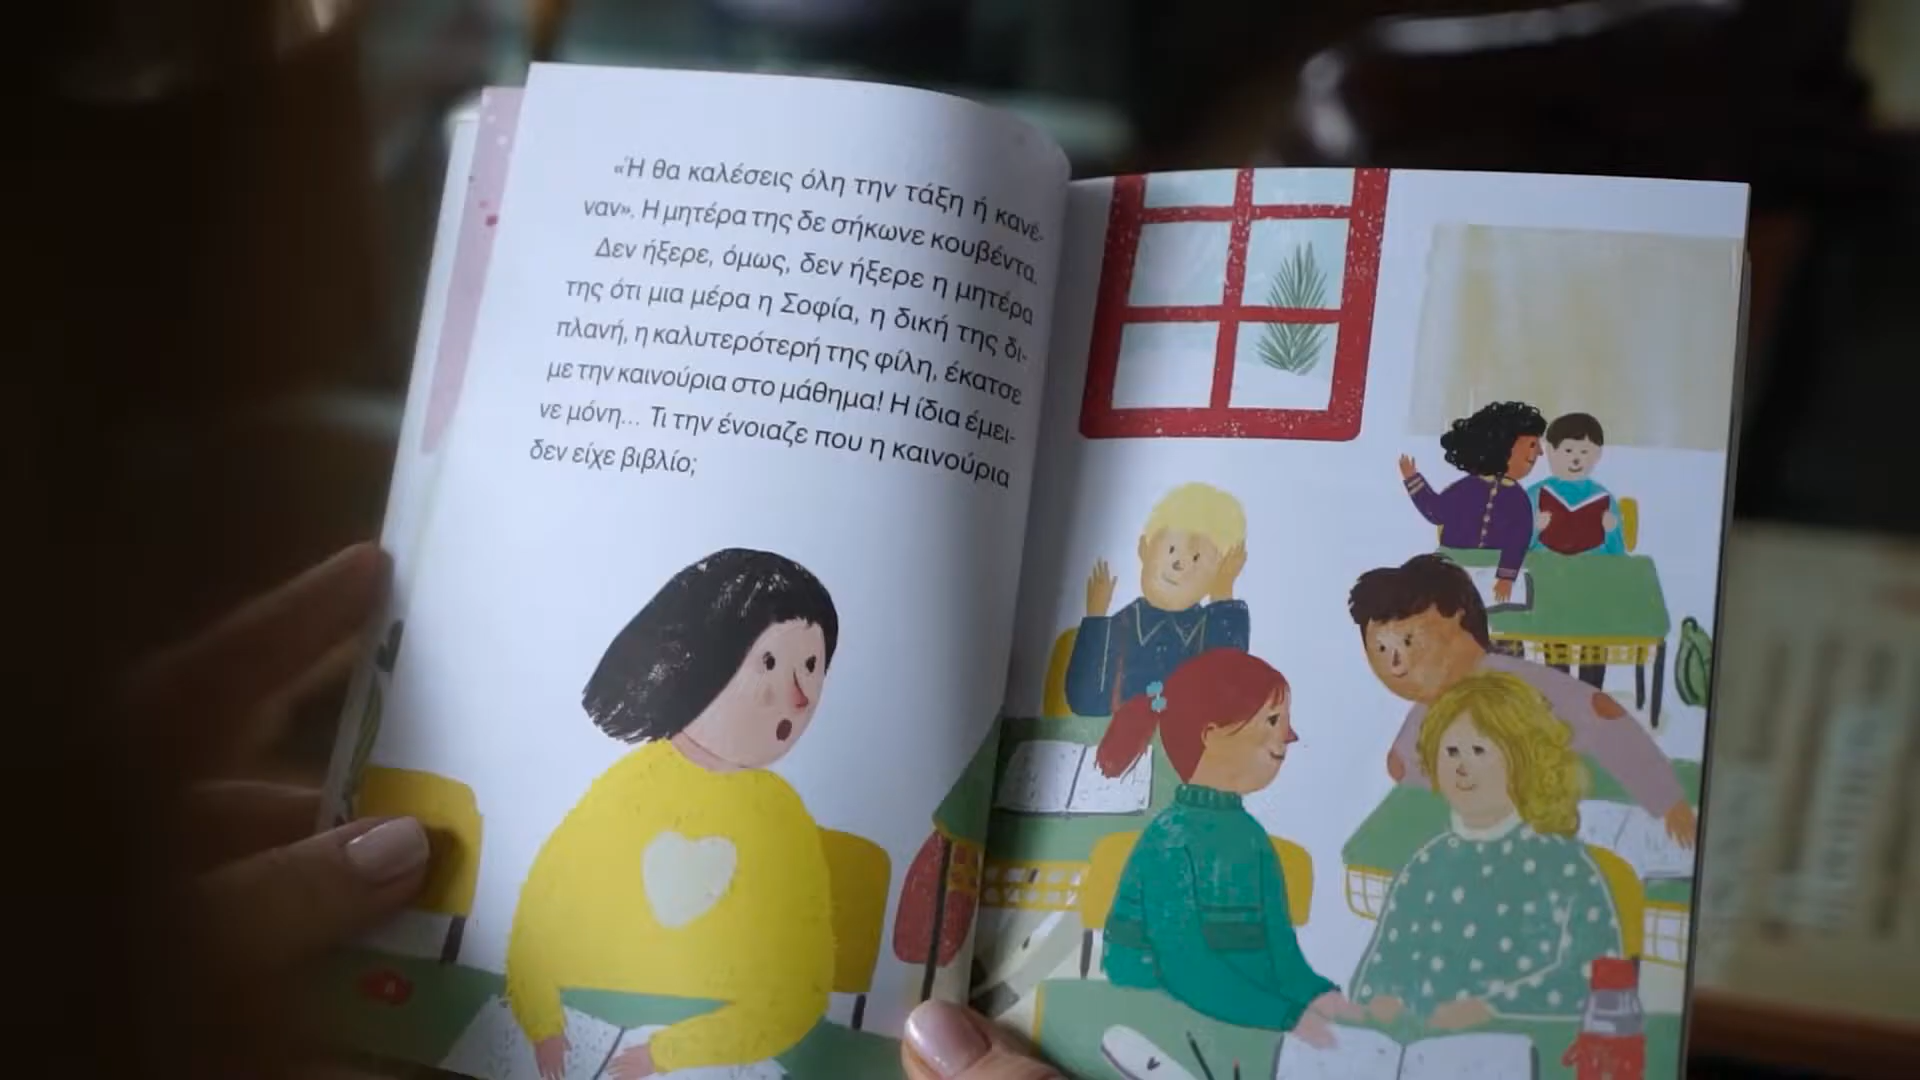 «Ή θα καλέσεις όλη την τάξη ή κανέ-
ναν». Η μητέρα της δε σήκωνε κουβέντα.
Δεν ήξερε, όμως, δεν ήξερε η μητέρα
της ότι μια μέρα η Σοφία, η δική της δι-
πλανή, η καλυτερότερή της φίλη, έκατσε
με την καινούρια στο μάθημα! Η ίδια έμει-
νε μόνη... Τι την ένοιαζε που η καινούρια
δεν είχε βιβλίο;